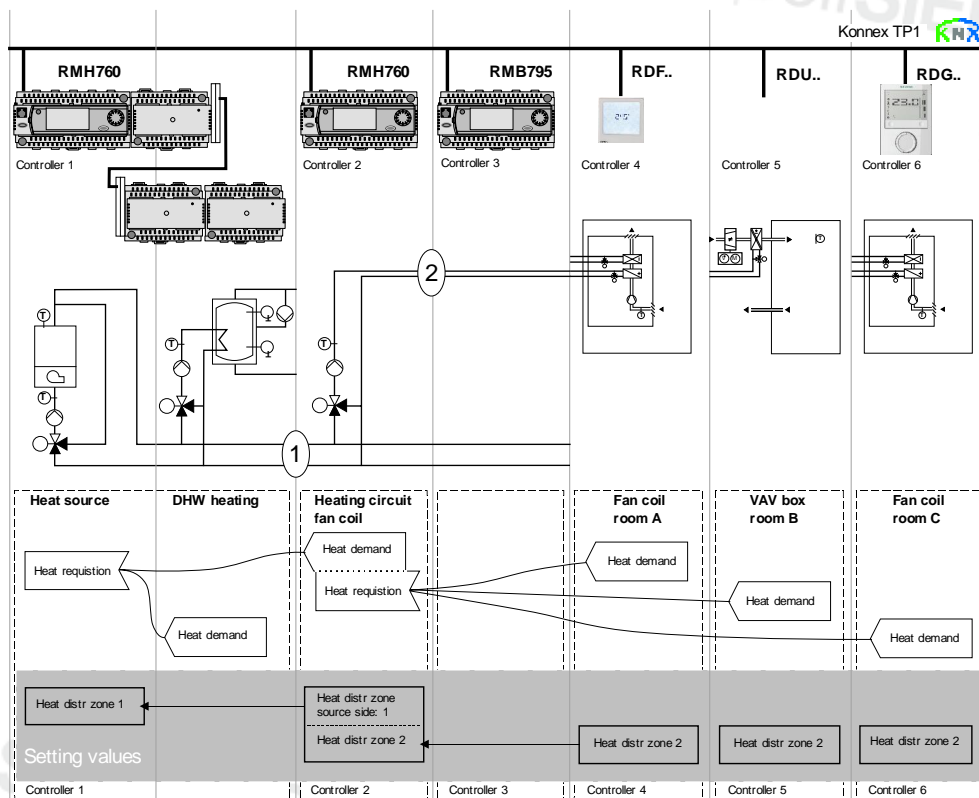 Konnex TP1 KNX
RMH760
RMH760
RMB795
RDF..
RDU..
RDG..
Controller 1
Controller 2
Controller 3
Controller 4
Controller 5
Controller 6
T
T
T
T
1
2
Heat source
DHW heating
Heating circuit
fan coil
Fan coil
room A
VAV box
room B
Fan coil
room C
Heat requistion
Heat demand
Heat demand
Heat requistion
Heat demand
Heat demand
Heat demand
Heat distr zone 1
Heat distr zone
source side: 1
Heat distr zone 2
Heat distr zone 2
Heat distr zone 2
Heat distr zone 2
Setting values
Controller 1
Controller 2
Controller 3
Controller 4
Controller 5
Controller 6